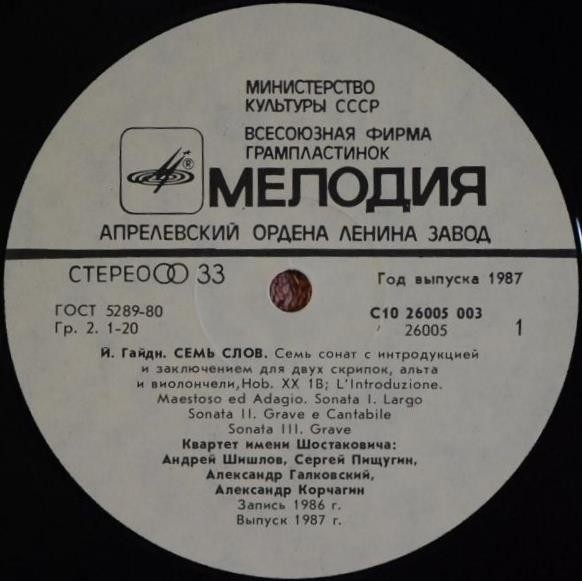 МИНИСТЕРСТВО
КУЛЬТУРЫ СССР
ВСЕСОЮЗНАЯ ФИРМА
ГРАМПЛАСТИНОК
®
МЕЛОДИЯ
АПРЕЛЕВСКИЙ ОРДЕНА ЛЕНИНА ЗАВОД
СТЕРЕО 33
Год выпуска 1987
ГОСТ 5289-80
Гр. 2. 1-20
С10 26005 003
26005
1
Й. Гайдн. СЕМЬ СЛОВ. Семь сонат с интродукцией
и заключением для двух скрипок, альта
и виолончели, Hob. XX 1B; L'Introduzione.
Maestoso ed Adagio. Sonata I. Largo
Sonata II. Grave e Cantabile
Sonata III. Grave
Квартет имени Шостаковича:
Андрей Шишлов, Сергей Пищугин,
Александр Галковский,
Александр Корчагин
Запись 1986 г.
Выпуск 1987 г.